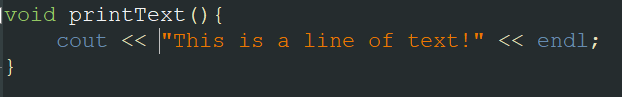 void printText(){
    cout << "This is a line of text!" << endl;
}